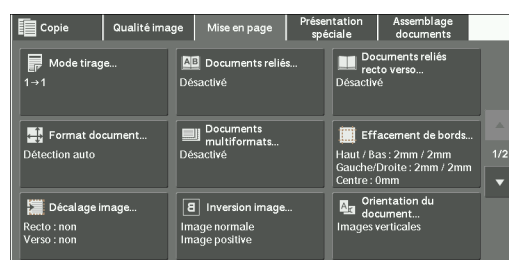 Copie
Qualité image
Mise en page
Présentation
spéciale
Assemblage
documents
Mode tirage...
1→1
Documents reliés...
Désactivé
Documents reliés
recto verso...
Désactivé
Format document...
Détection auto
Documents
multiformats...
Désactivé
Effacement de bords...
Haut / Bas : 2mm / 2mm
Gauche/Droite : 2mm / 2mm
Centre : 0mm
1/2
Décalage image...
Recto : non
Verso : non
Inversion image...
Image normale
Image positive
Orientation du
document...
Images verticales